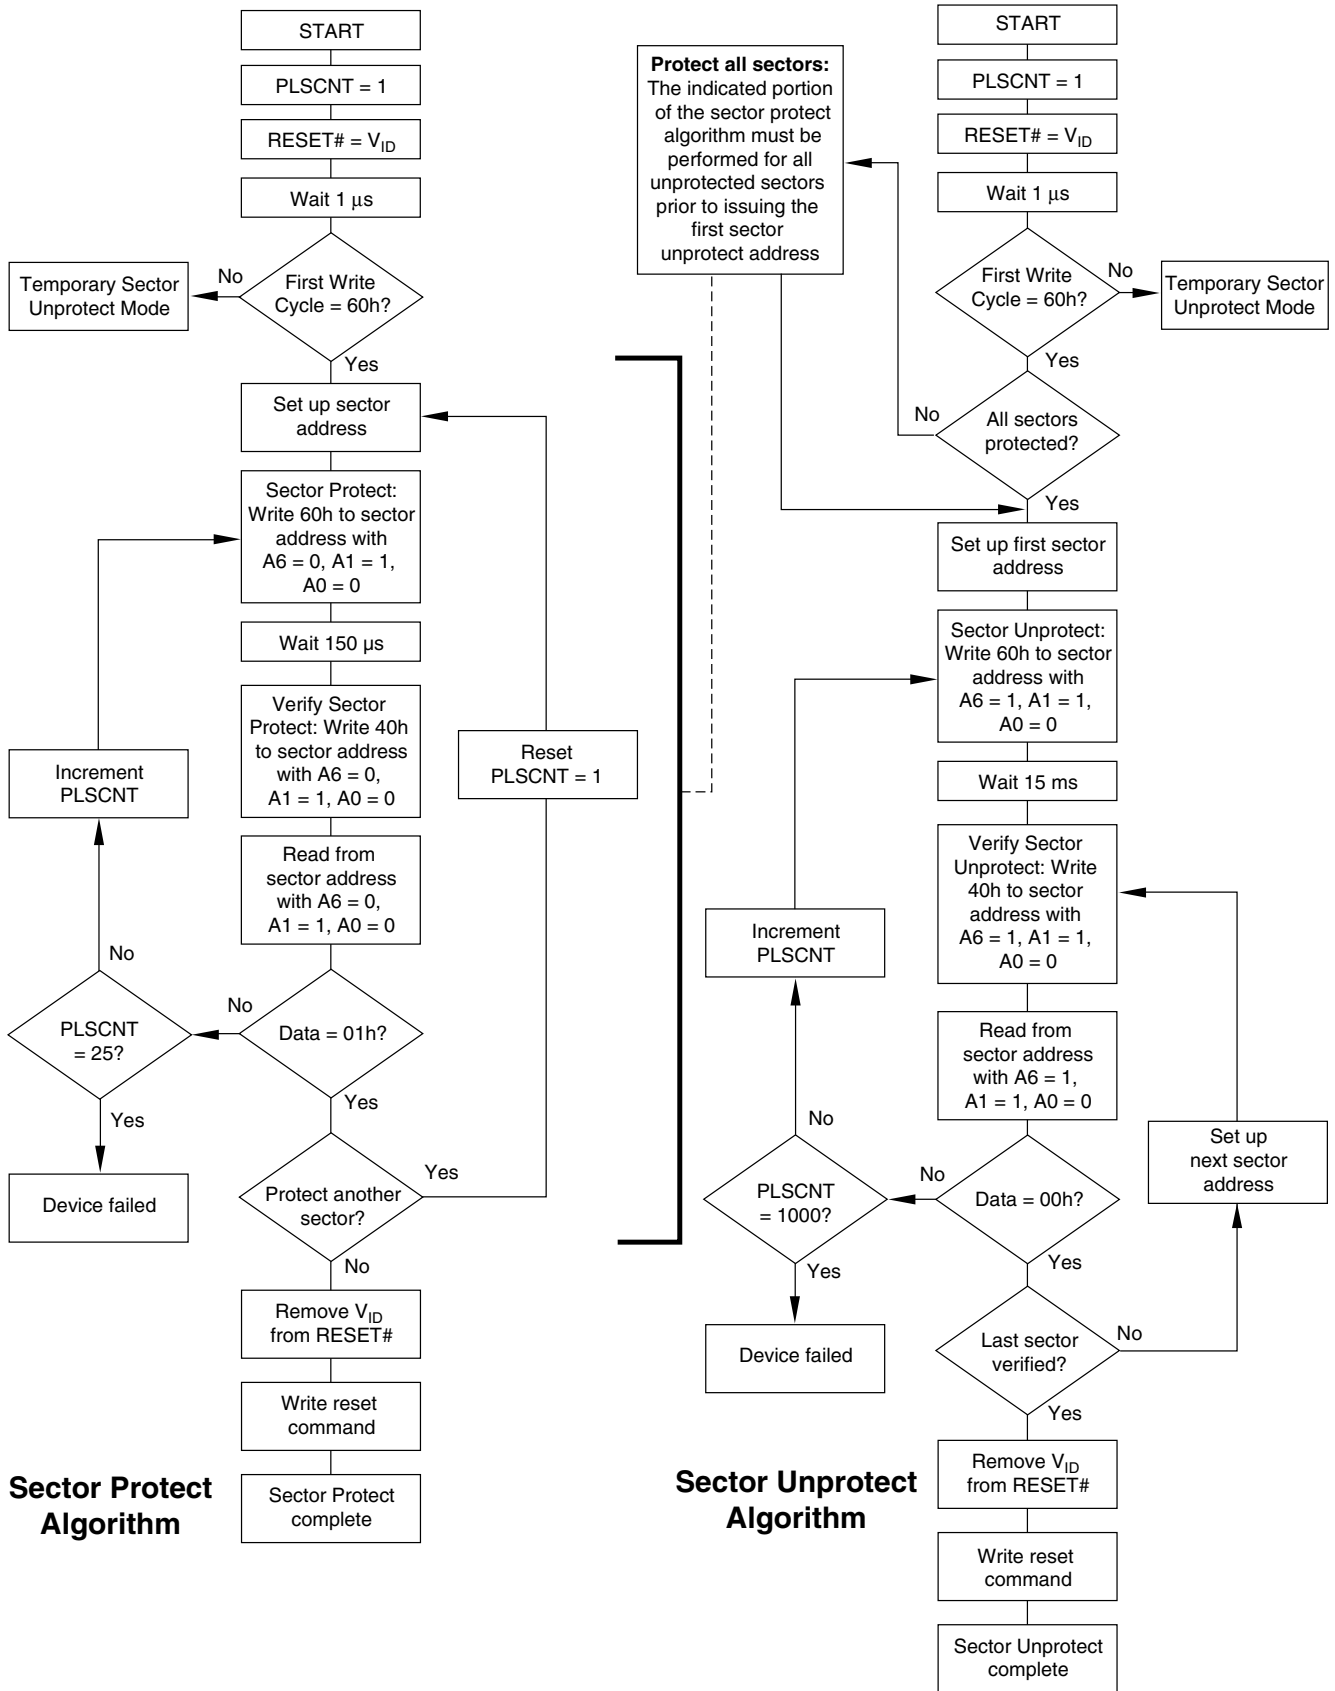 START
PLSCNT = 1
RESET# = VID
Wait 1 μs
First Write
Cycle = 60h?
No
Temporary Sector
Unprotect Mode
Yes
Set up sector
address
Sector Protect:
Write 60h to sector
address with
A6 = 0, A1 = 1,
A0 = 0
Wait 150 µs
Verify Sector
Protect: Write 40h
to sector address
with A6 = 0,
A1 = 1, A0 = 0
Read from
sector address
with A6 = 0,
A1 = 1, A0 = 0
Data = 01h?
No
PLSCNT
= 25?
No
Increment
PLSCNT
Yes
Device failed
Yes
Protect another
sector?
Yes
Reset
PLSCNT = 1
No
Remove VID
from RESET#
Write reset
command
Sector Protect
complete
Sector Protect
Algorithm
Protect all sectors:
The indicated portion
of the sector protect
algorithm must be
performed for all
unprotected sectors
prior to issuing the
first sector
unprotect address
START
PLSCNT = 1
RESET# = VID
Wait 1 μs
First Write
Cycle = 60h?
No
Temporary Sector
Unprotect Mode
Yes
All sectors
protected?
No
Yes
Set up first sector
address
Sector Unprotect:
Write 60h to sector
address with
A6 = 1, A1 = 1,
A0 = 0
Wait 15 ms
Verify Sector
Unprotect: Write
40h to sector
address with
A6 = 1, A1 = 1,
A0 = 0
Read from
sector address
with A6 = 1,
A1 = 1, A0 = 0
Data = 00h?
No
PLSCNT
= 1000?
No
Increment
PLSCNT
Yes
Device failed
Yes
Last sector
verified?
No
Set up
next sector
address
Yes
Remove VID
from RESET#
Write reset
command
Sector Unprotect
complete
Sector Unprotect
Algorithm